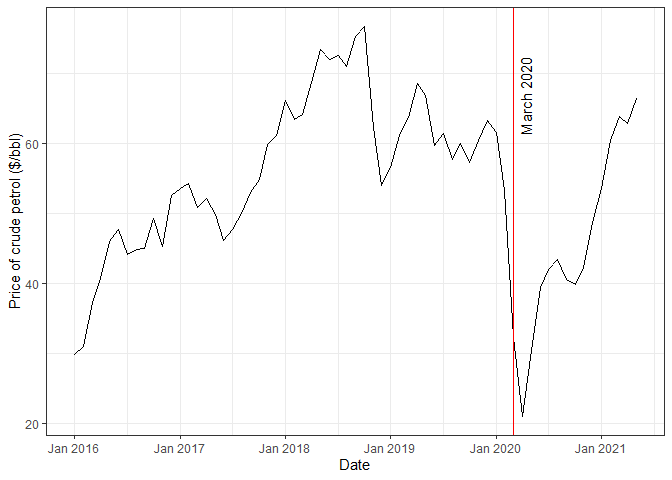 Price of crude petrol ($/bbl)
60
40
20
March 2020
Jan 2016
Jan 2017
Jan 2018
Jan 2019
Jan 2020
Jan 2021
Date